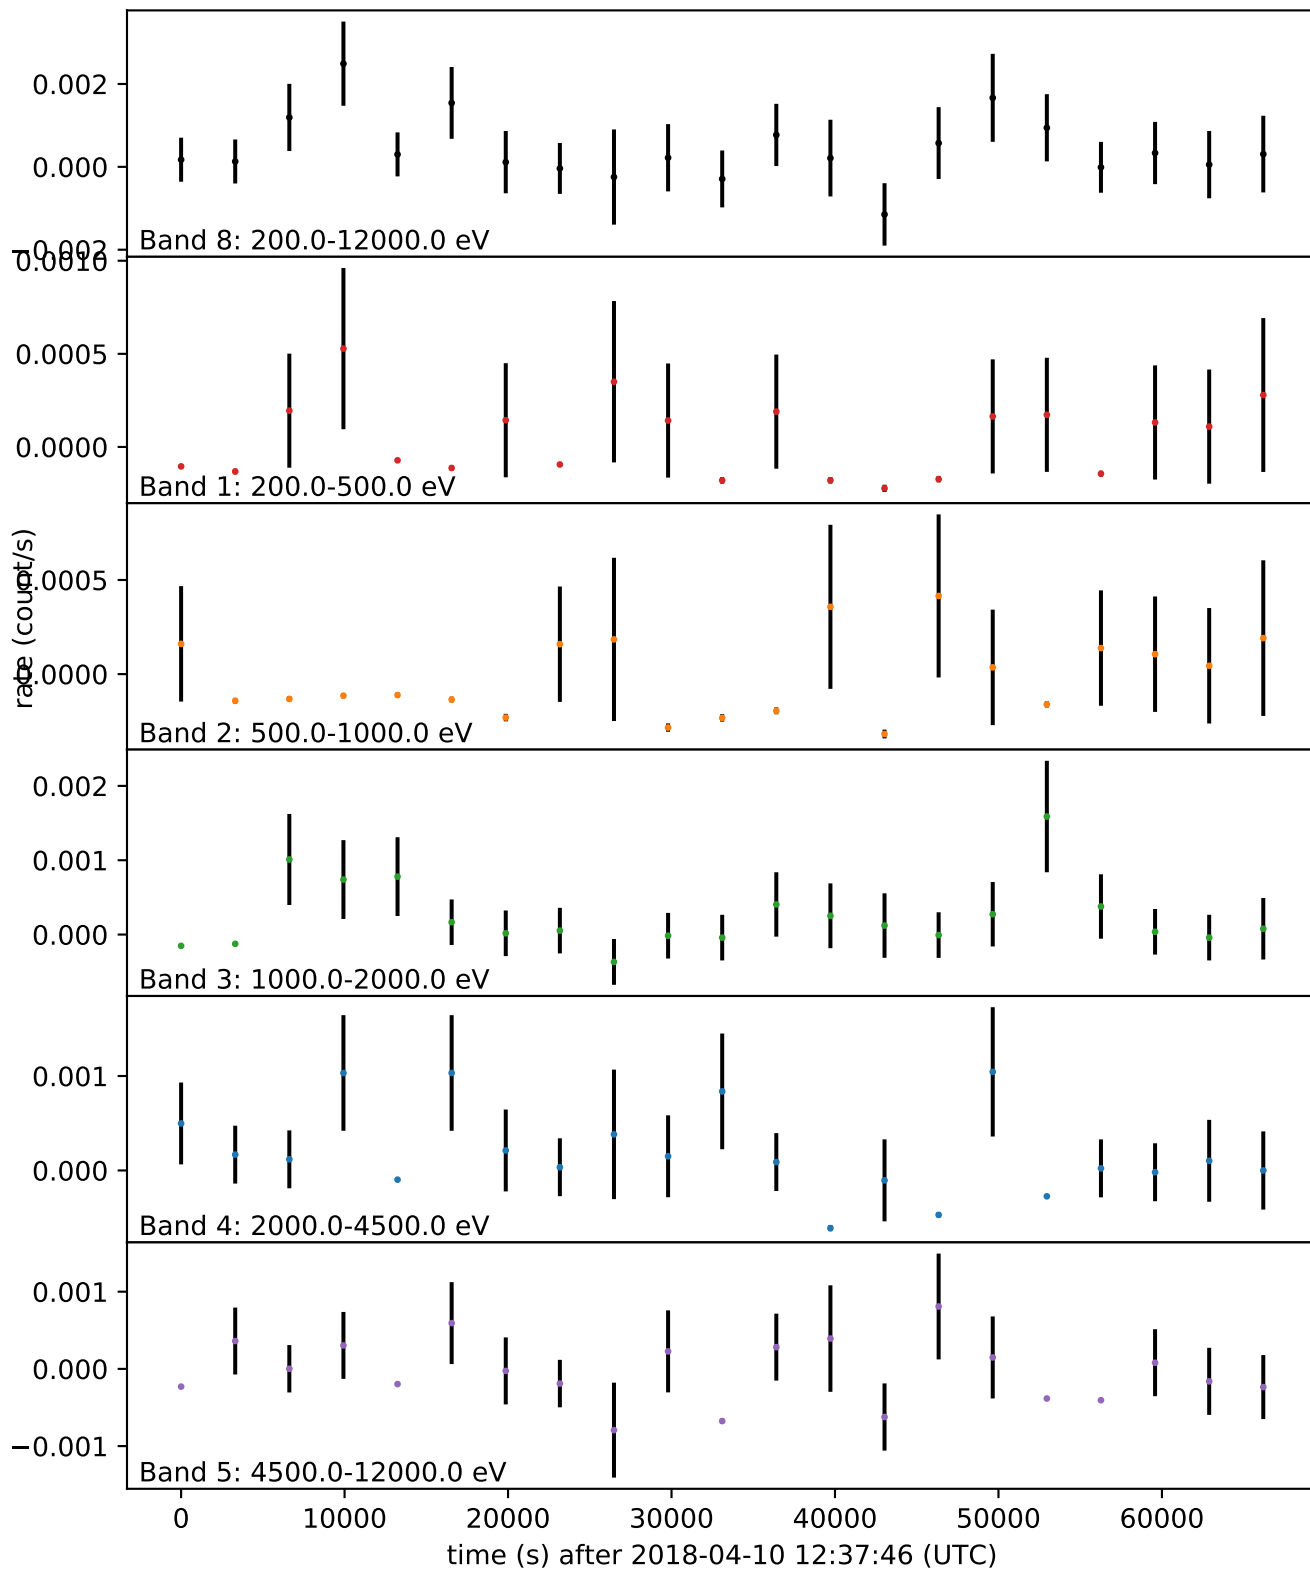 0.002
0.000
−0.002
Band 8: 200.0-12000.0 eV
0.0010
0.0005
0.0000
Band 1: 200.0-500.0 eV
rate (count/s)
0.0005
0.0000
Band 2: 500.0-1000.0 eV
0.002
0.001
0.000
Band 3: 1000.0-2000.0 eV
0.001
0.000
Band 4: 2000.0-4500.0 eV
0.001
0.000
−0.001
Band 5: 4500.0-12000.0 eV
0 10000 20000 30000 40000 50000 60000
time (s) after 2018-04-10 12:37:46 (UTC)